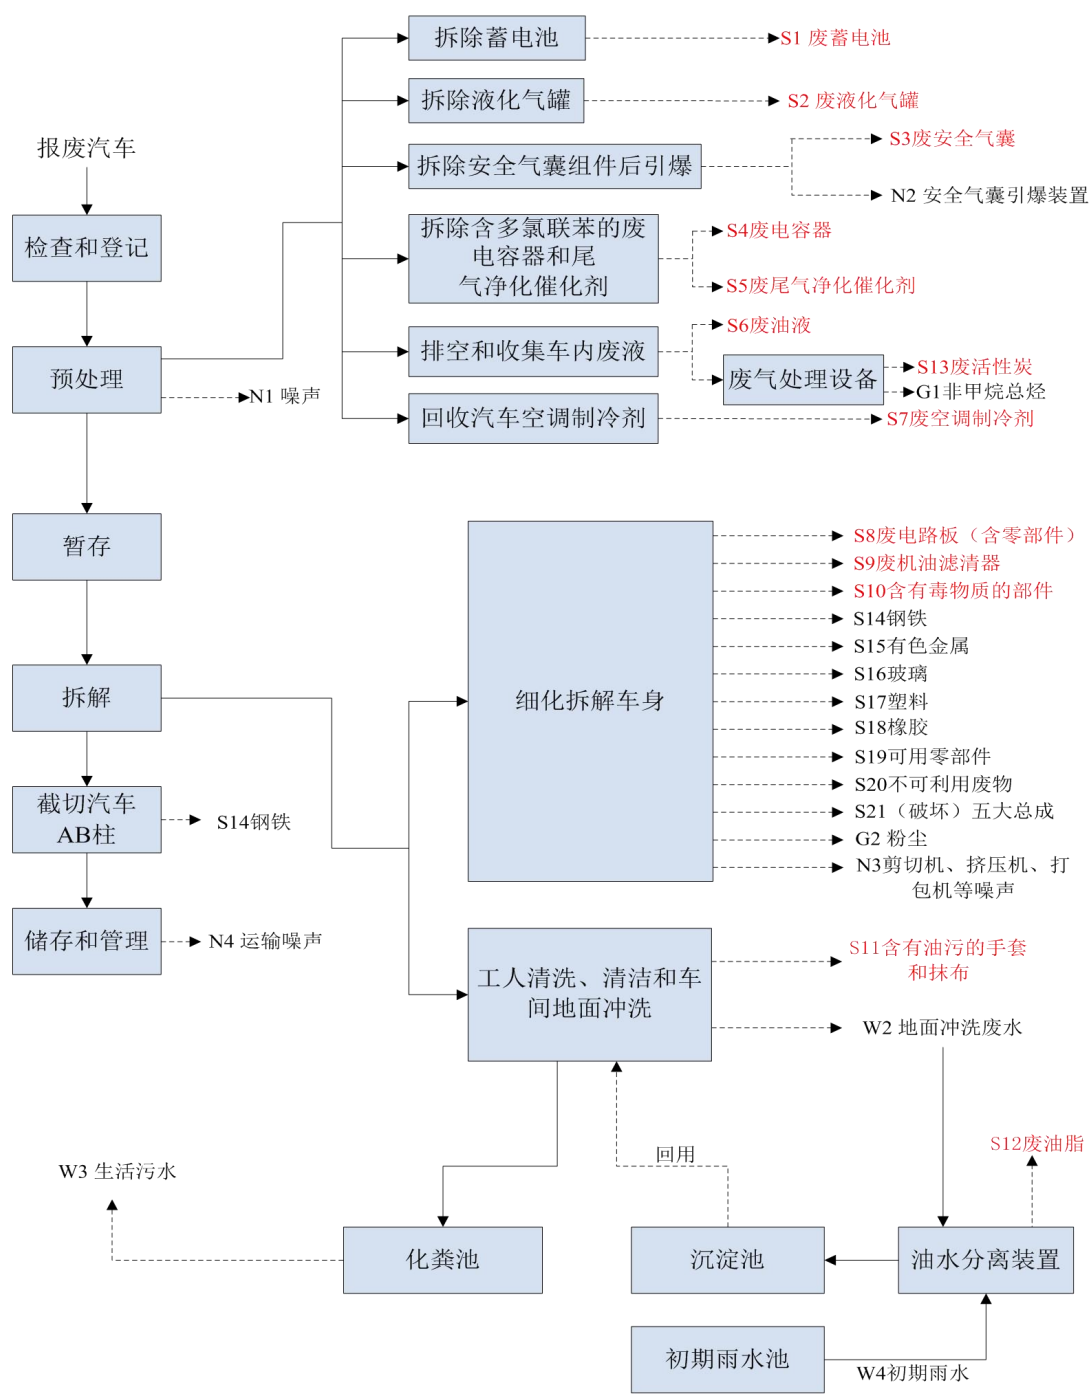 报废汽车
检查和登记
预处理
N1 噪声
暂存
拆解
截切汽车
AB柱
S14钢铁
储存和管理
N4 运输噪声
拆除蓄电池
S1 废蓄电池
拆除液化气罐
S2 废液化气罐
拆除安全气囊组件后引爆
S3废安全气囊
N2 安全气囊引爆装置
拆除含多氯联苯的废
电容器和尾
气净化催化剂
S4废电容器
S5废尾气净化催化剂
排空和收集车内废液
S6废油液
废气处理设备
S13废活性炭
G1非甲烷总烃
回收汽车空调制冷剂
S7废空调制冷剂
细化拆解车身
S8废电路板（含零部件）
S9废机油滤清器
S10含有毒物质的部件
S14钢铁
S15有色金属
S16玻璃
S17塑料
S18橡胶
S19可用零部件
S20不可利用废物
S21（破坏）五大总成
G2 粉尘
N3剪切机、挤压机、打
包机等噪声
工人清洗、清洁和车
间地面冲洗
S11含有油污的手套
和抹布
W2 地面冲洗废水
回用
S12废油脂
W3 生活污水
化粪池
沉淀池
油水分离装置
初期雨水池
W4初期雨水